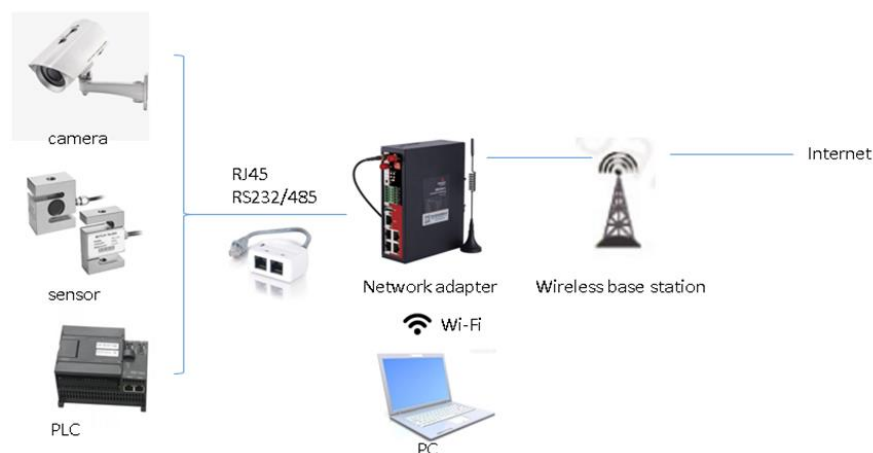 camera
RJ45
RS232/485
Internet
sensor
Network adapter
Wireless base station
Wi-Fi
PLC
PC